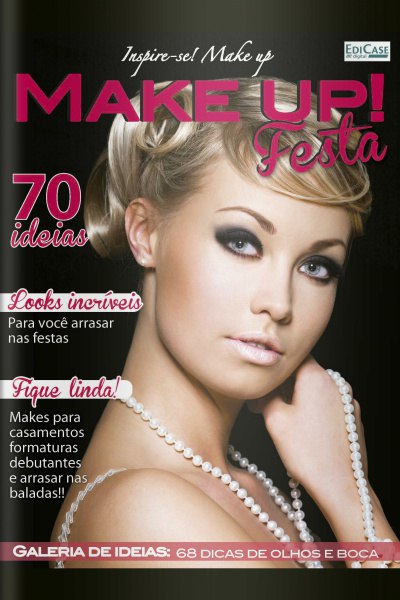 Inspire-se! Make up
EDICASE
digital
MAKE UP!
Festa
70
ideias
Looks incríveis
Para você arrasar
nas festas
Fique linda!
Makes para
casamentos
formaturas
debutantes
e arrasar nas
baladas!!
GALERIA DE IDEIAS: 68 DICAS DE OLHOS E BOCA